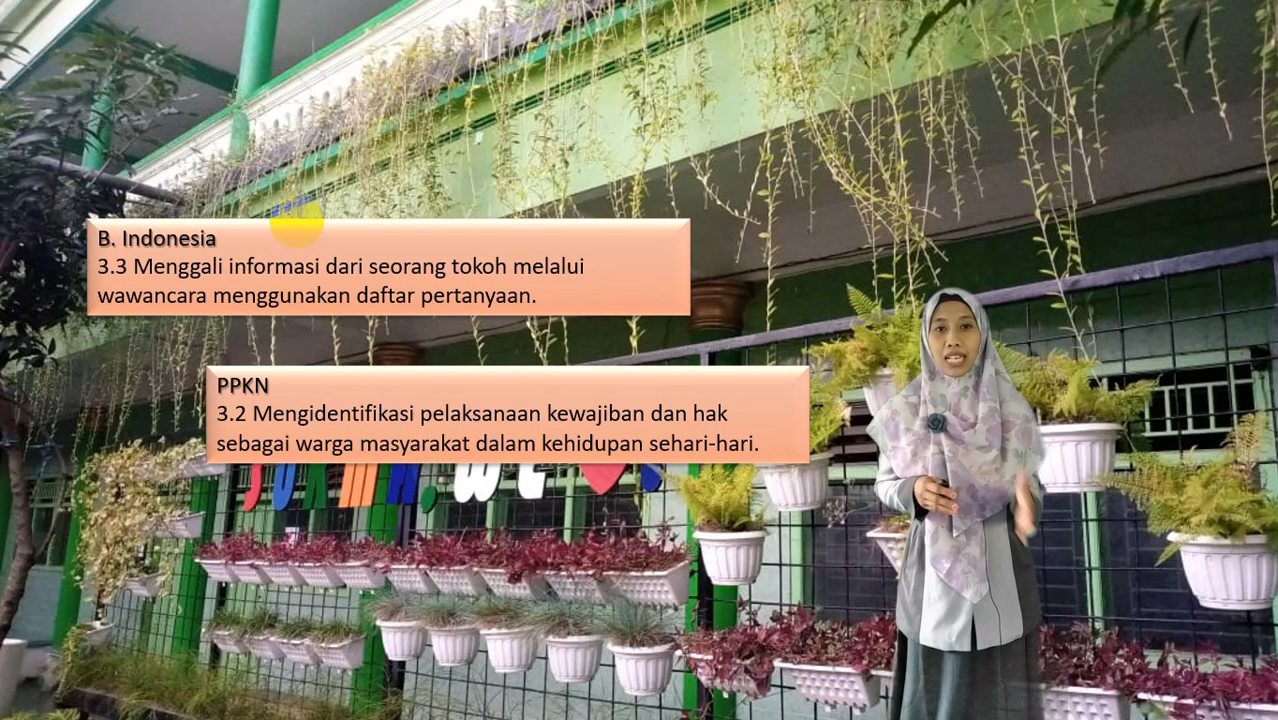 B. Indonesia
3.3 Menggali informasi dari seorang tokoh melalui
wawancara menggunakan daftar pertanyaan.
PPKN
3.2 Mengidentifikasi pelaksanaan kewajiban dan hak
sebagai warga masyarakat dalam kehidupan sehari-hari.